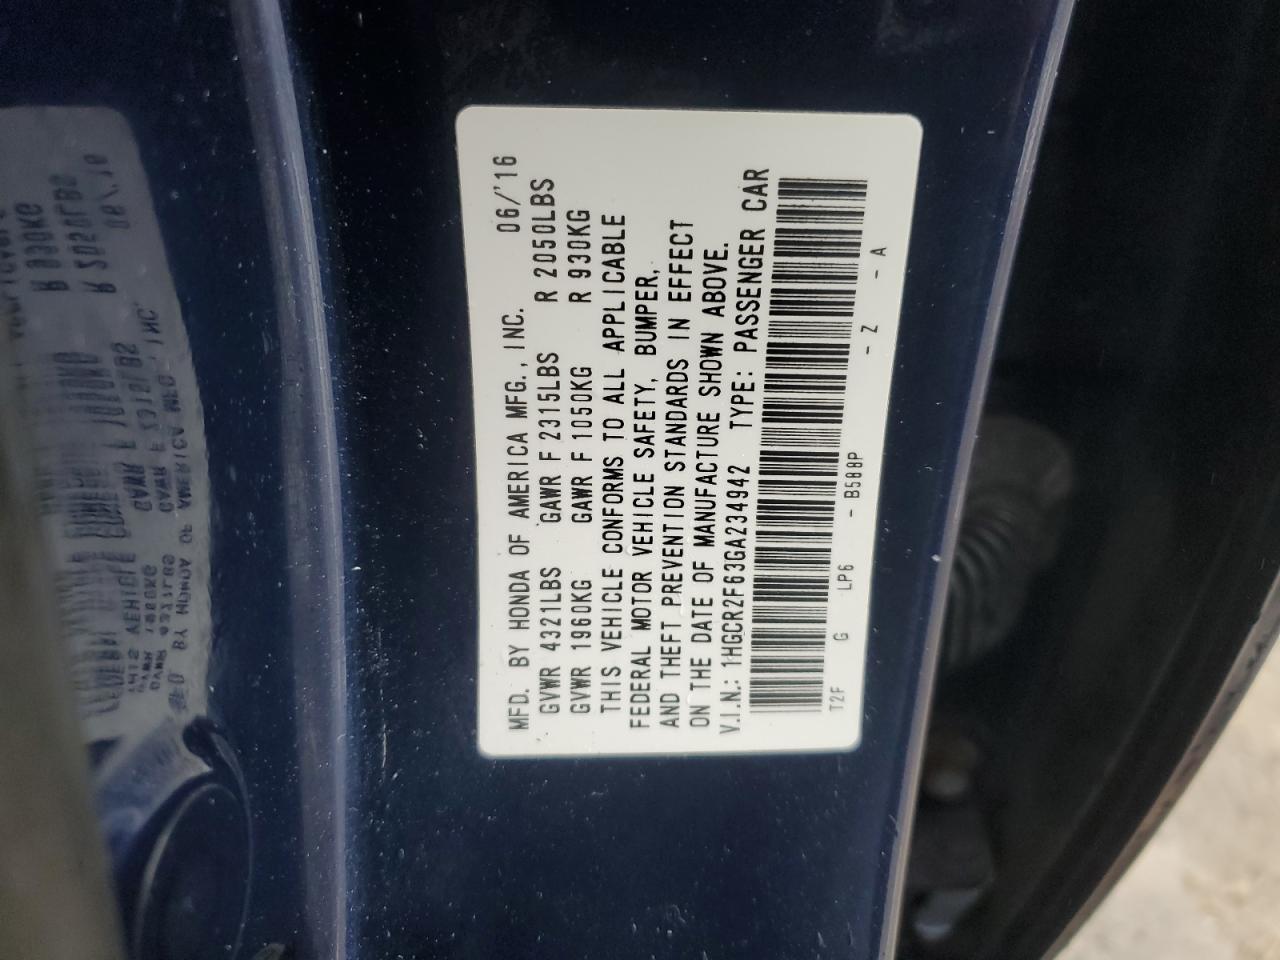 MFD. BY HONDA OF AMERICA MFG., INC. 06/'16
GVWR 4321LBS GAWR F 2315LBS R 2050LBS
GVWR 1960KG GAWR F 1050KG R 930KG
THIS VEHICLE CONFORMS TO ALL APPLICABLE
FEDERAL MOTOR VEHICLE SAFETY, BUMPER,
AND THEFT PREVENTION STANDARDS IN EFFECT
ON THE DATE OF MANUFACTURE SHOWN ABOVE.
V.I.N.: 1HGCR2F63GA234942 TYPE: PASSENGER CAR
T2F G LP6 - B588P - Z - A